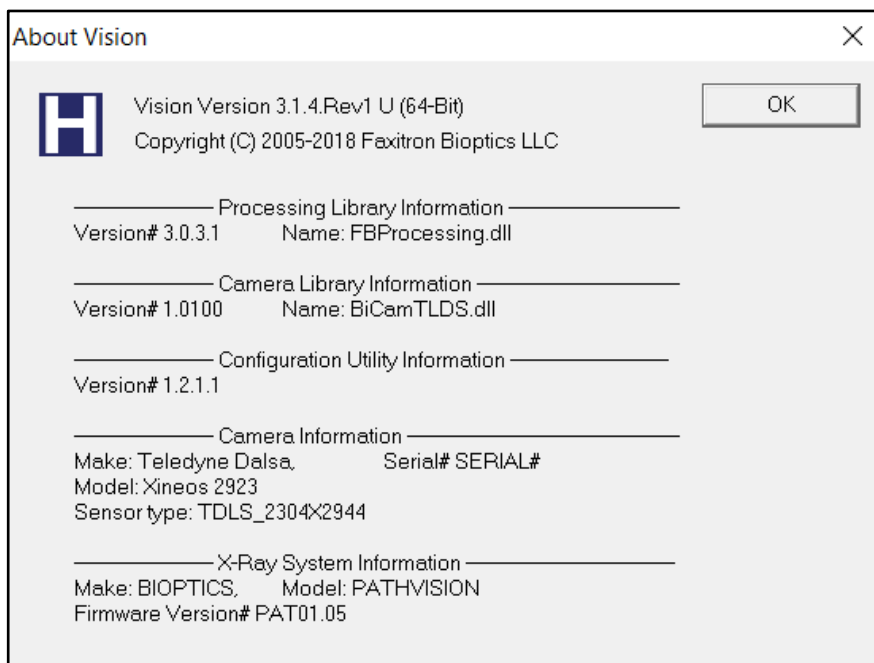 About Vision
H
Vision Version 3.1.4.Rev1 U (64-Bit)
OK
Copyright (C) 2005-2018 Faxitron Bioptics LLC
Processing Library Information
Version# 3.0.3.1 Name: FBProcessing.dll
Camera Library Information
Version# 1.0100 Name: BiCamTLDS.dll
Configuration Utility Information
Version# 1.2.1.1
Camera Information
Make: Teledyne Dalsa, Serial# SERIAL#
Model: Xineos 2923
Sensor type: TDLS_2304X2944
X-Ray System Information
Make: BIOPTICS, Model: PATHVISION
Firmware Version# PAT01.05